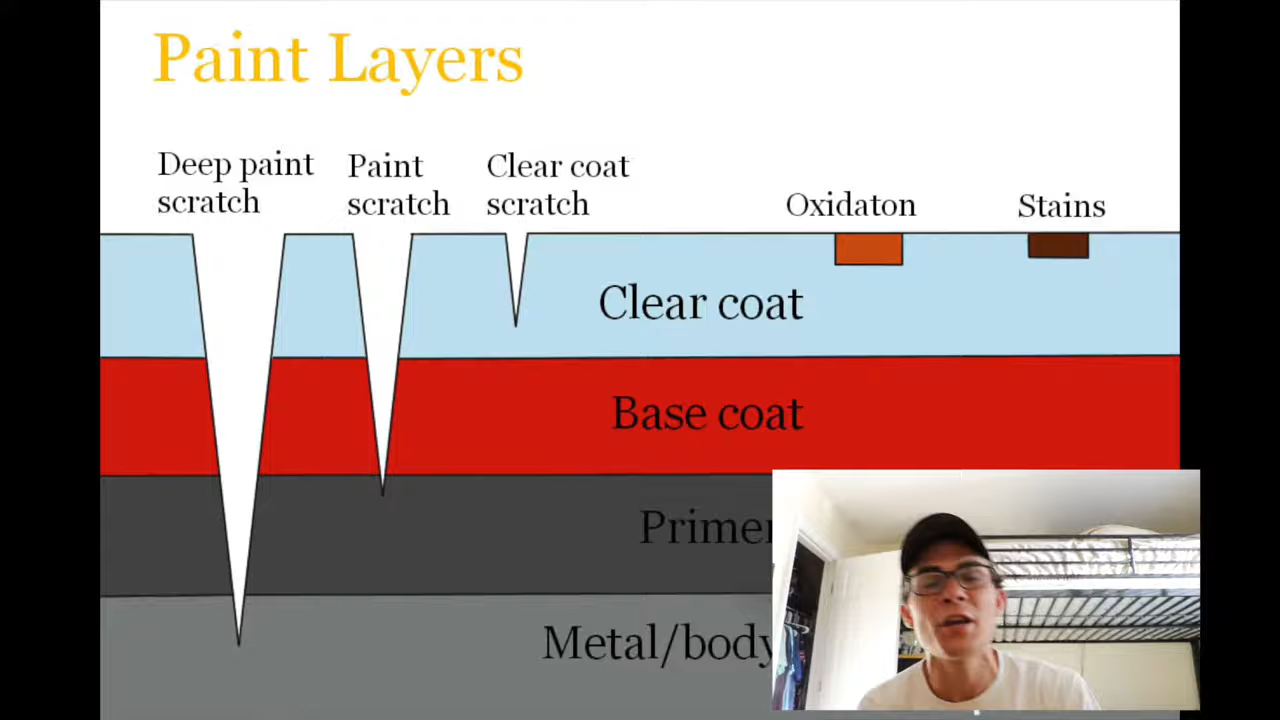 Paint Layers
Deep paint
scratch
Paint
scratch
Clear coat
scratch
Oxidaton
Stains
Clear coat
Base coat
Primer
Metal/body